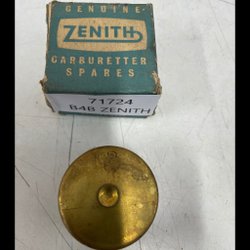 GENUINE
ZENITH
CARBURETTER
SPARES
71724
B4B ZENITH